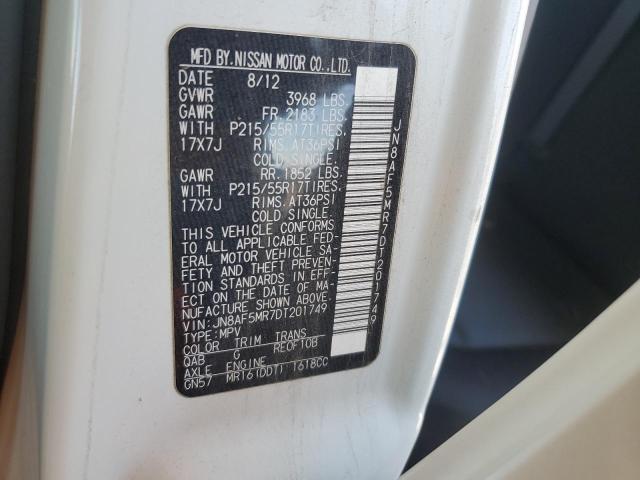 MFD BY NISSAN MOTOR CO.,LTD.
DATE 8/12
GVWR 3968 LBS.
GAWR FR. 2183 LBS.
WITH P215/55R17TIRES.
17X7J RIMS. AT36PSI
COLD SINGLE.
GAWR RR. 1852 LBS.
WITH P215/55R17TIRES.
17X7J RIMS. AT36PSI
COLD SINGLE.
THIS VEHICLE CONFORMS
TO ALL APPLICABLE FED-
ERAL MOTOR VEHICLE SA-
FETY AND THEFT PREVEN-
TION STANDARDS IN EFF-
ECT ON THE DATE OF MA-
NUFACTURE SHOWN ABOVE.
VIN: JN8AF5MR7DT201749
TYPE: MPV
COLOR TRIM TRANS
QAB G RE0F10B
AXLE ENGINE
GN57 MR16(DDT) 1618CC
JN8AF5MR7DT201749